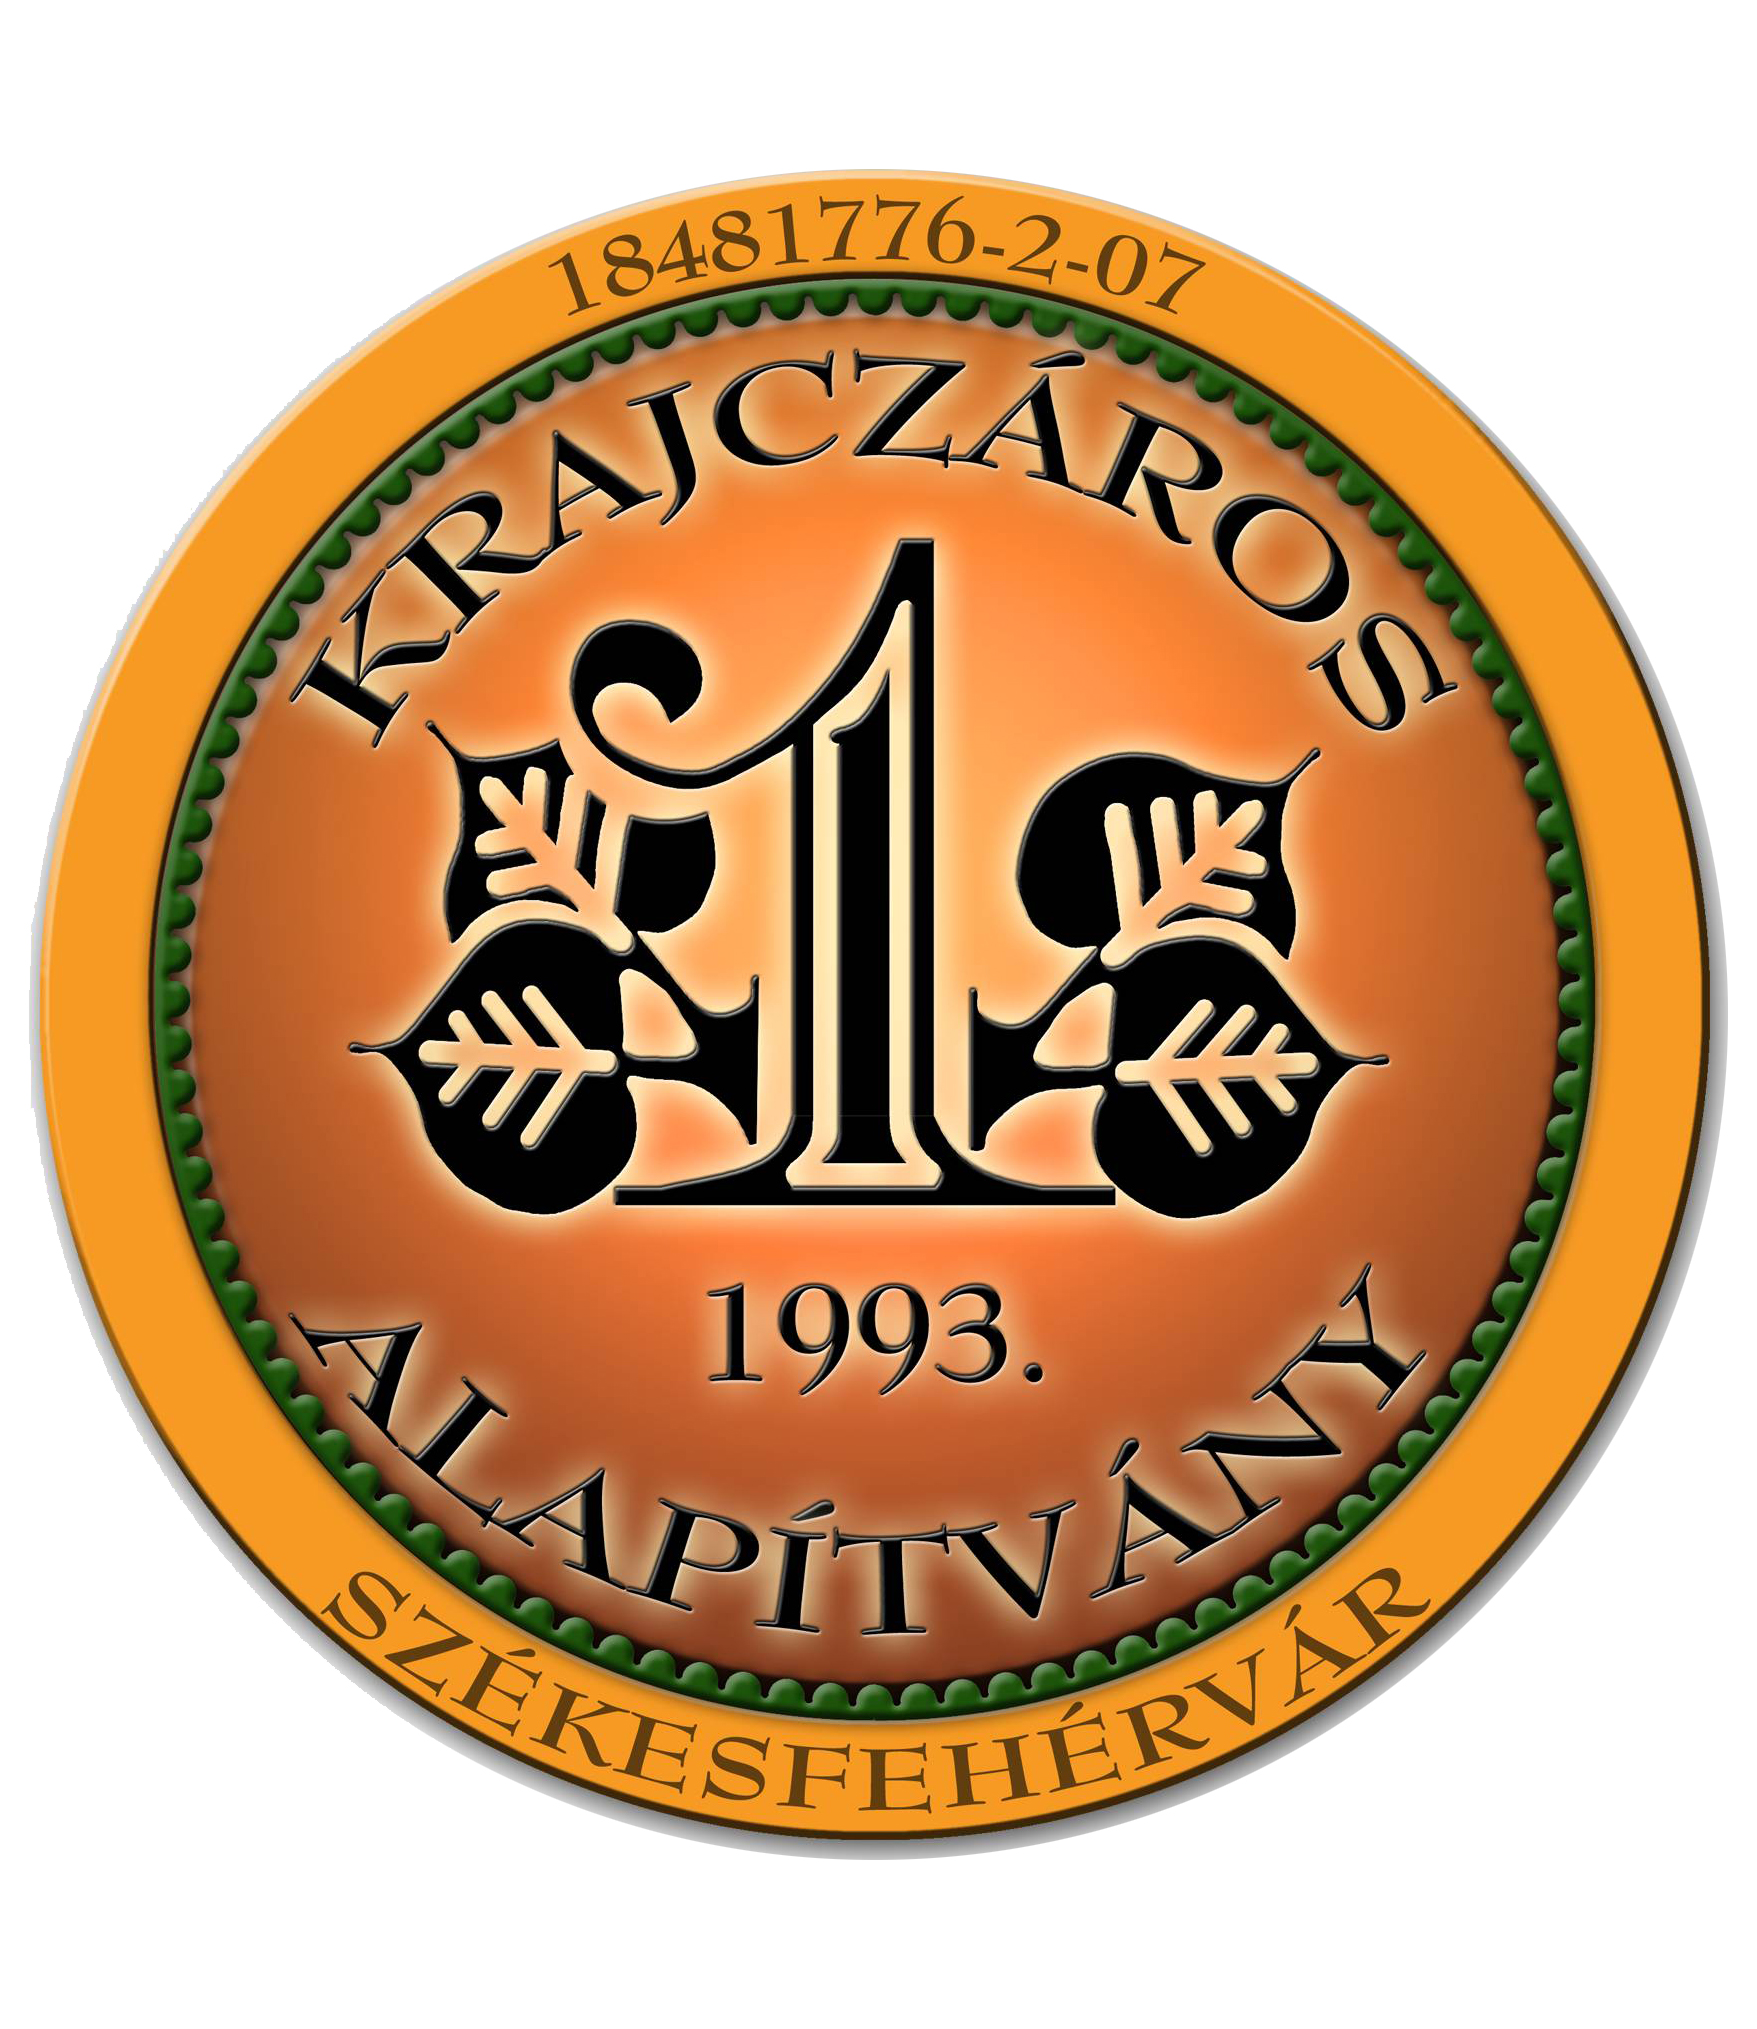 18481776-2-07
KRAJCZÁROS
1
1993.
ALAPÍTVÁNY
SZÉKESFEHÉRVÁR